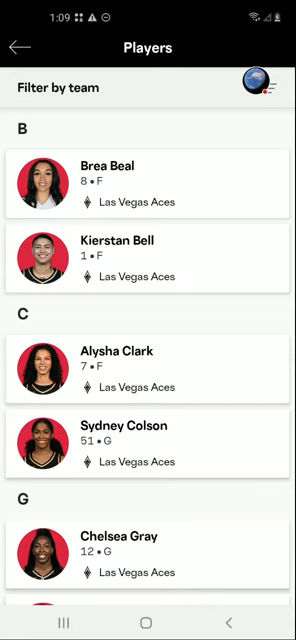 1:09
Players
Filter by team
B
Brea Beal
8 • F
Las Vegas Aces
Kierstan Bell
1 • F
Las Vegas Aces
C
Alysha Clark
7 • F
Las Vegas Aces
Sydney Colson
51 • G
Las Vegas Aces
G
Chelsea Gray
12 • G
Las Vegas Aces